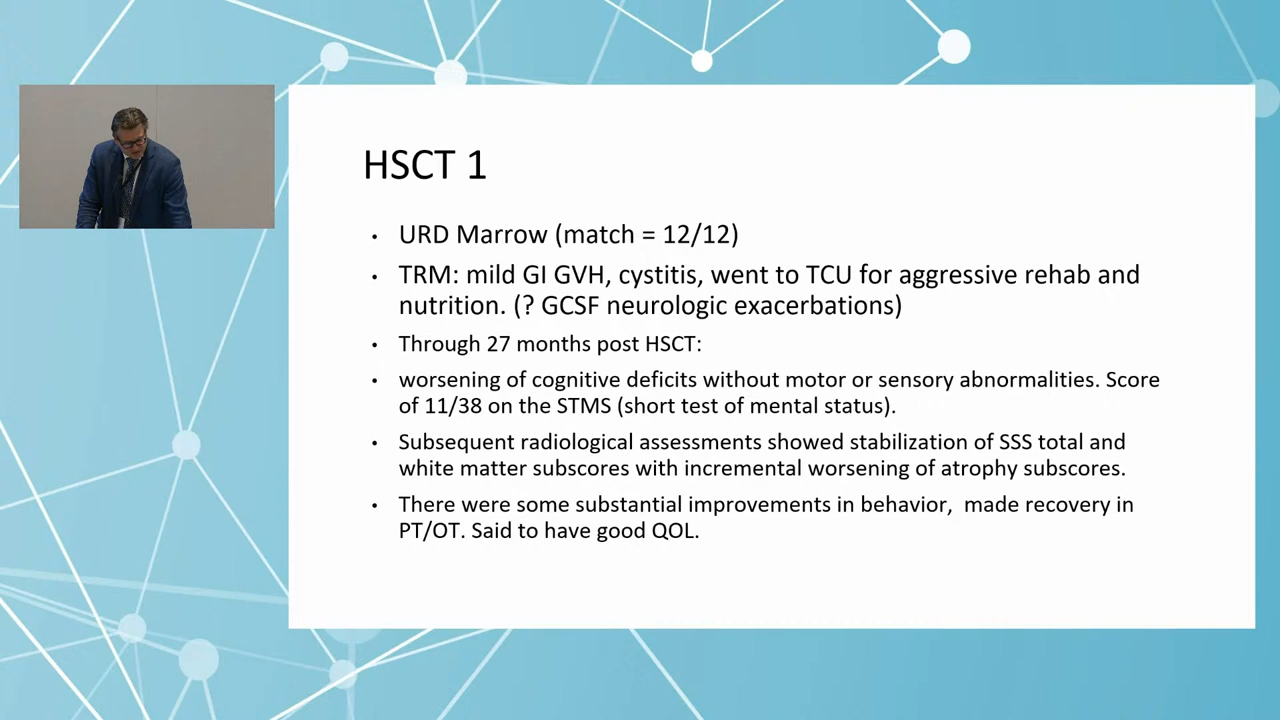 HSCT 1
• URD Marrow (match = 12/12)
• TRM: mild GI GVH, cystitis, went to TCU for aggressive rehab and
nutrition. (? GCSF neurologic exacerbations)
• Through 27 months post HSCT:
• worsening of cognitive deficits without motor or sensory abnormalities. Score
of 11/38 on the STMS (short test of mental status).
• Subsequent radiological assessments showed stabilization of SSS total and
white matter subscores with incremental worsening of atrophy subscores.
• There were some substantial improvements in behavior,  made recovery in
PT/OT. Said to have good QOL.